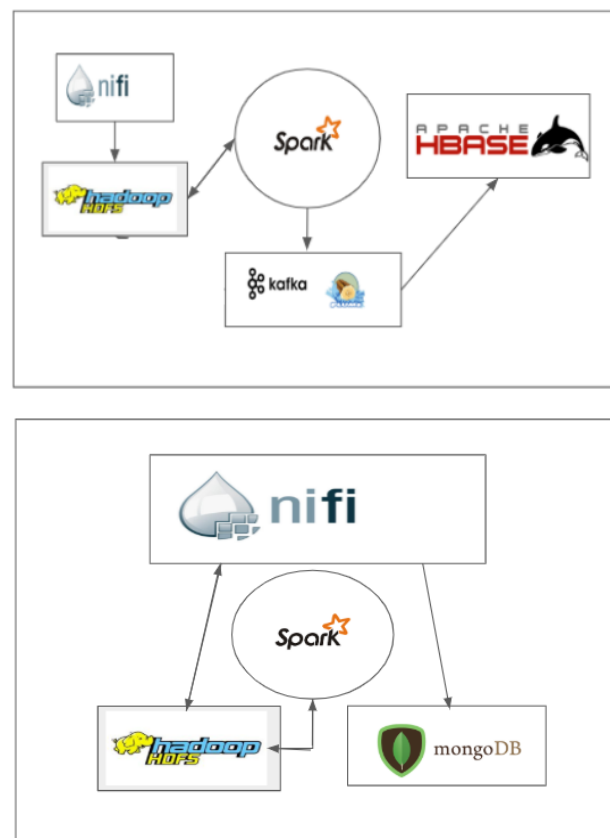 nifi
Spark
APACHE
HBASE
hadoop
HDFS
kafka
nifi
Spark
hadoop
HDFS
mongoDB